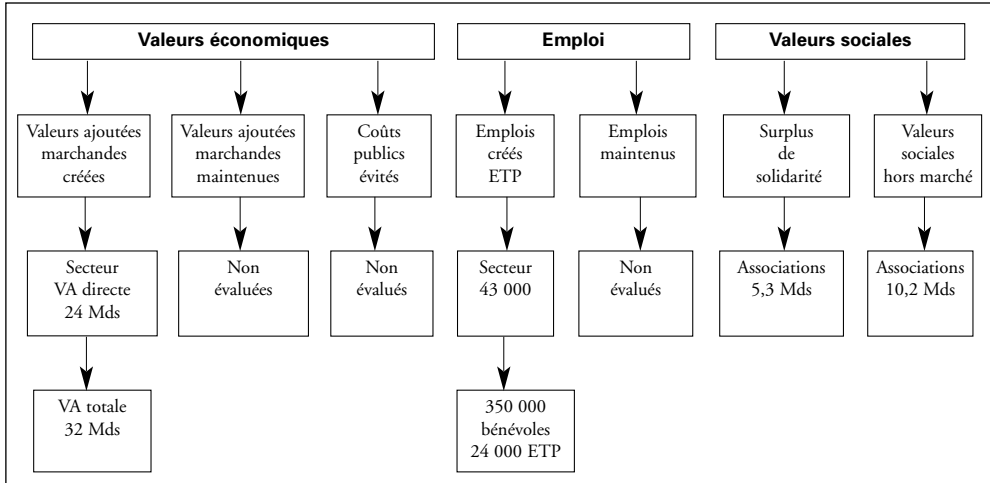 Valeurs économiques
Emploi
Valeurs sociales
Valeurs ajoutées
marchandes
créées
Valeurs ajoutées
marchandes
maintenues
Coûts
publics
évités
Emplois
créés
ETP
Emplois
maintenus
Surplus
de
solidarité
Valeurs
sociales
hors marché
Secteur
VA directe
24 Mds
Non
évaluées
Non
évalués
Secteur
43 000
Non
évalués
Associations
5,3 Mds
Associations
10,2 Mds
VA totale
32 Mds
350 000
bénévoles
24 000 ETP